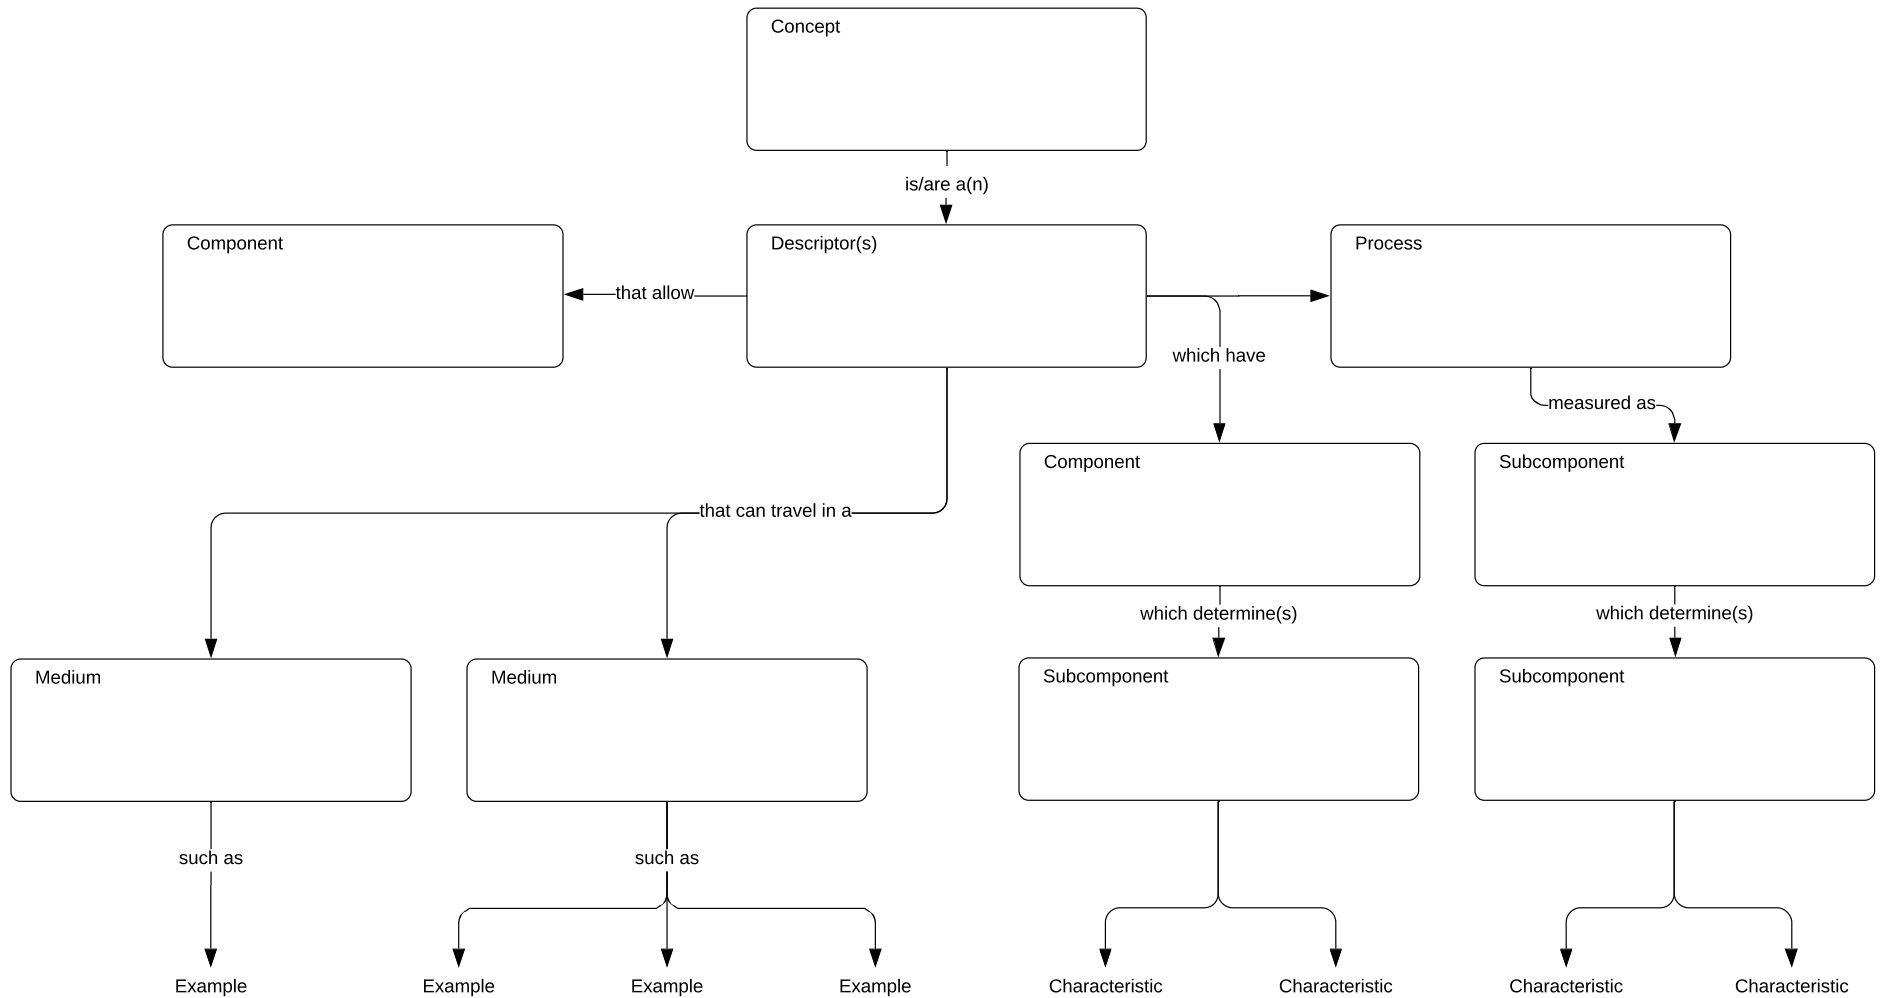 Concept
is/are a(n)
Component
that allow
Descriptor(s)
Process
which have
measured as
Component
Subcomponent
that can travel in a
which determine(s)
which determine(s)
Medium
Medium
Subcomponent
Subcomponent
such as
such as
Example
Example
Example
Example
Characteristic
Characteristic
Characteristic
Characteristic